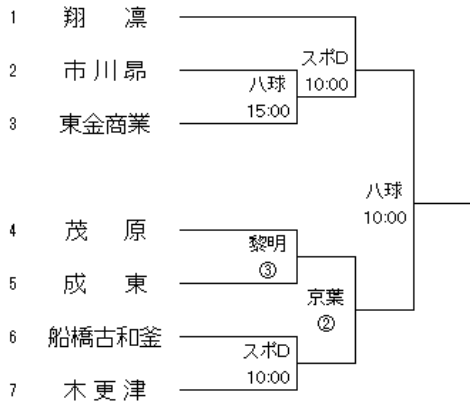 1 翔 凛
スポD
10:00
2 市川昴
八球
15:00
3 東金商業
八球
10:00
4 茂 原
黎明
③
5 成 東
京葉
②
6 船橋古和釜
スポD
10:00
7 木更津